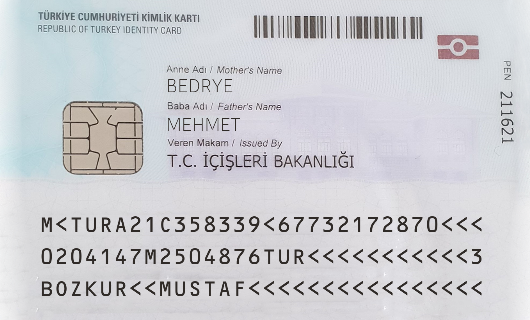 TÜRKİYE CUMHURİYETİ KİMLİK KARTI
REPUBLIC OF TURKEY IDENTITY CARD
Anne Adı / Mother's Name
BEDRYE
Baba Adı / Father's Name
MEHMET
Veren Makam / Issued By
T.C. İÇİŞLERİ BAKANLIĞI
PEN 211621
M<TURA21C358339<67732172870<<<
0204147M2504876TUR<<<<<<<<<<<3
BOZKUR<<MUSTAF<<<<<<<<<<<<<<<<